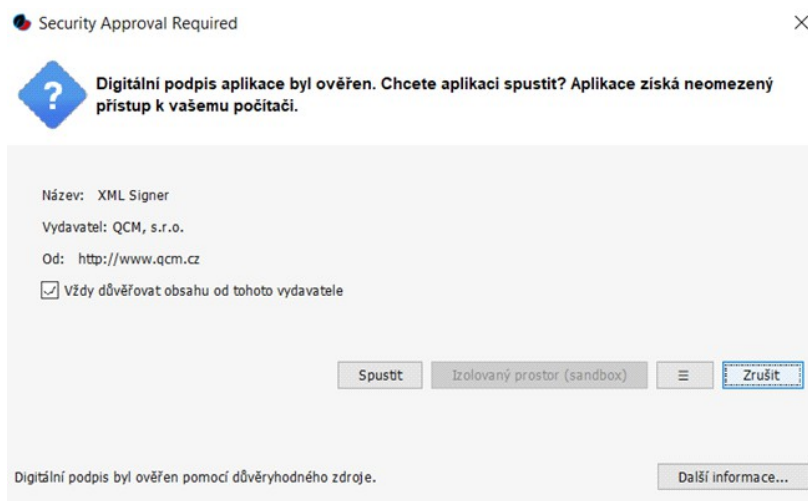 Security Approval Required
Digitální podpis aplikace byl ověřen. Chcete aplikaci spustit? Aplikace získá neomezený
přístup k vašemu počítači.
Název: XML Signer
Vydavatel: QCM, s.r.o.
Od: http://www.qcm.cz
Vždy důvěřovat obsahu od tohoto vydavatele
Spustit Izolovaný prostor (sandbox) Zrušit
Digitální podpis byl ověřen pomocí důvěryhodného zdroje. Další informace...